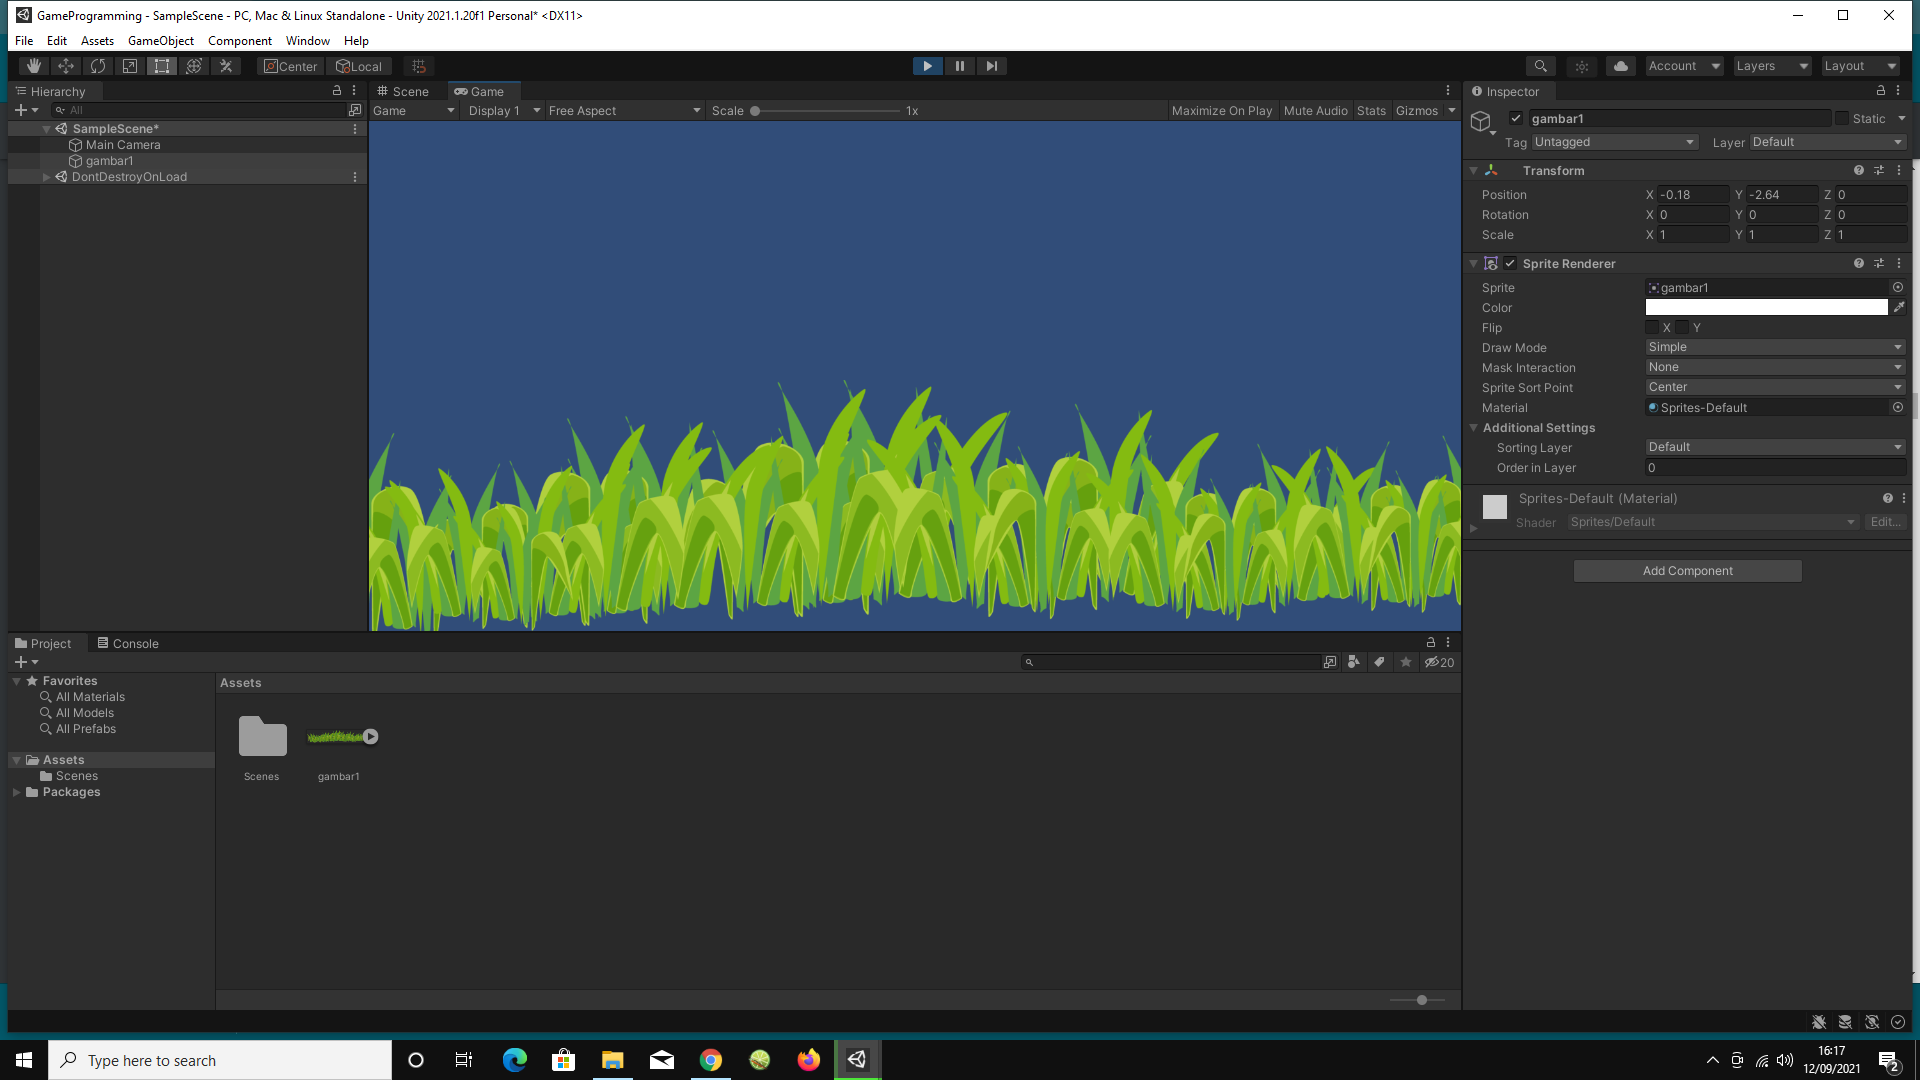 GameProgramming - SampleScene - PC, Mac & Linux Standalone - Unity 2021.1.20f1 Personal* <DX11>
File Edit Assets GameObject Component Window Help
Center Local Account Layers Layout
Hierarchy
All
SampleScene*
Main Camera
gambar1
DontDestroyOnLoad
Scene Game
Game Display 1 Free Aspect Scale 1x Maximize On Play Mute Audio Stats Gizmos
Inspector
gambar1 Static
Tag Untagged Layer Default
Transform
Position X -0.18 Y -2.64 Z 0
Rotation X 0 Y 0 Z 0
Scale X 1 Y 1 Z 1
Sprite Renderer
Sprite gambar1
Color
Flip X Y
Draw Mode Simple
Mask Interaction None
Sprite Sort Point Center
Material Sprites-Default
Additional Settings
Sorting Layer Default
Order in Layer 0
Sprites-Default (Material)
Shader Sprites/Default Edit...
Add Component
Project Console
20
Favorites
All Materials
All Models
All Prefabs
Assets
Scenes
Packages
Assets
Scenes gambar1
Type here to search
16:17
12/09/2021
2